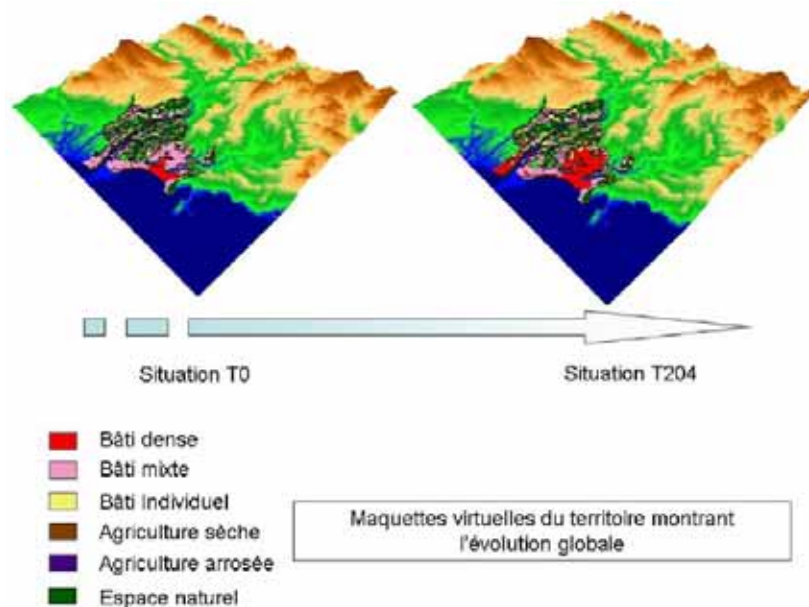 Situation T0
Situation T204
Bâti dense
Bâti mixte
Bâti Individuel
Agriculture sèche
Agriculture arrosée
Espace naturel
Maquettes virtuelles du territoire montrant
l'évolution globale